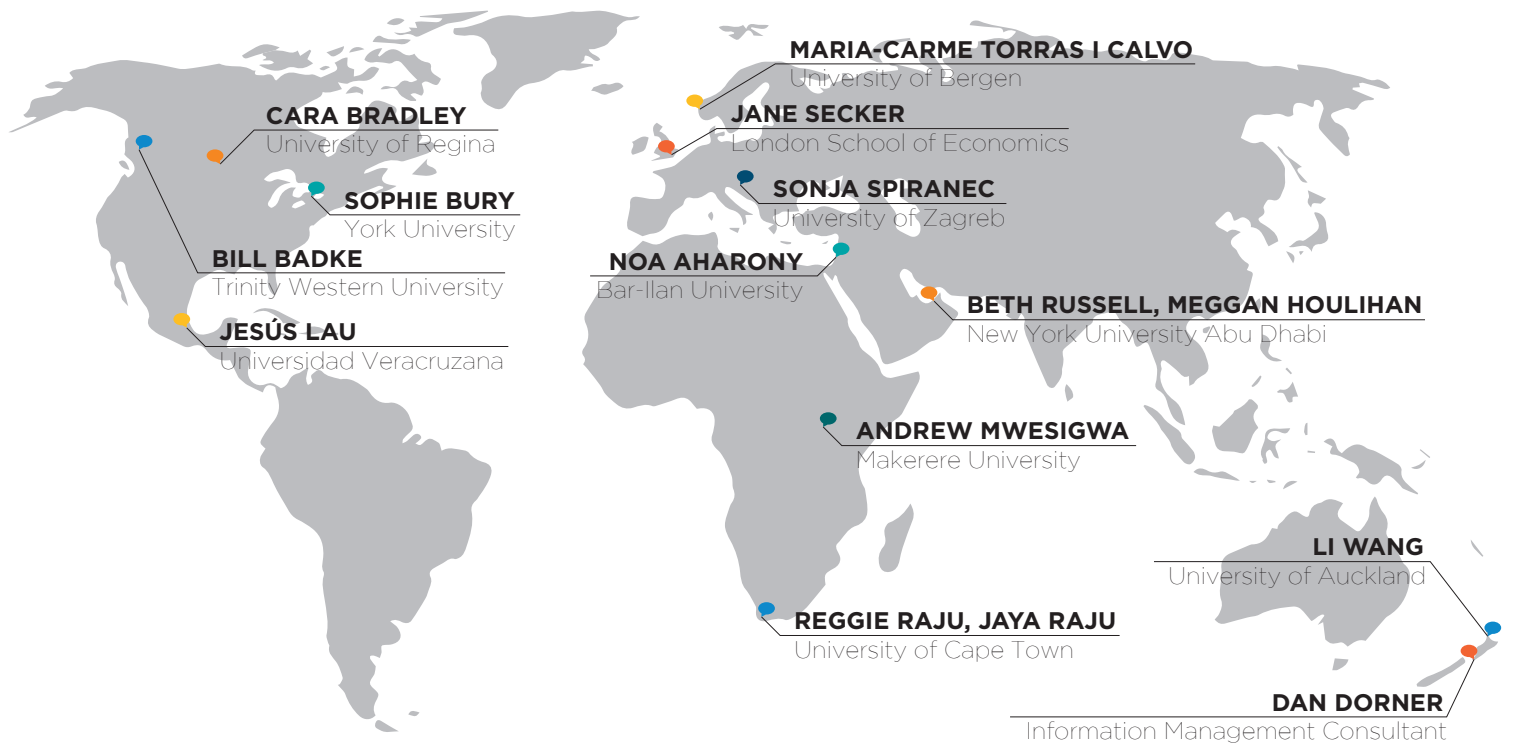 MARIA-CARME TORRAS I CALVO
University of Bergen
CARA BRADLEY
University of Regina
JANE SECKER
London School of Economics
SOPHIE BURY
York University
SONJA SPIRANEC
University of Zagreb
BILL BADKE
Trinity Western University
NOA AHARONY
Bar-Ilan University
BETH RUSSELL, MEGGAN HOULIHAN
New York University Abu Dhabi
JESÚS LAU
Universidad Veracruzana
ANDREW MWESIGWA
Makerere University
LI WANG
University of Auckland
REGGIE RAJU, JAYA RAJU
University of Cape Town
DAN DORNER
Information Management Consultant